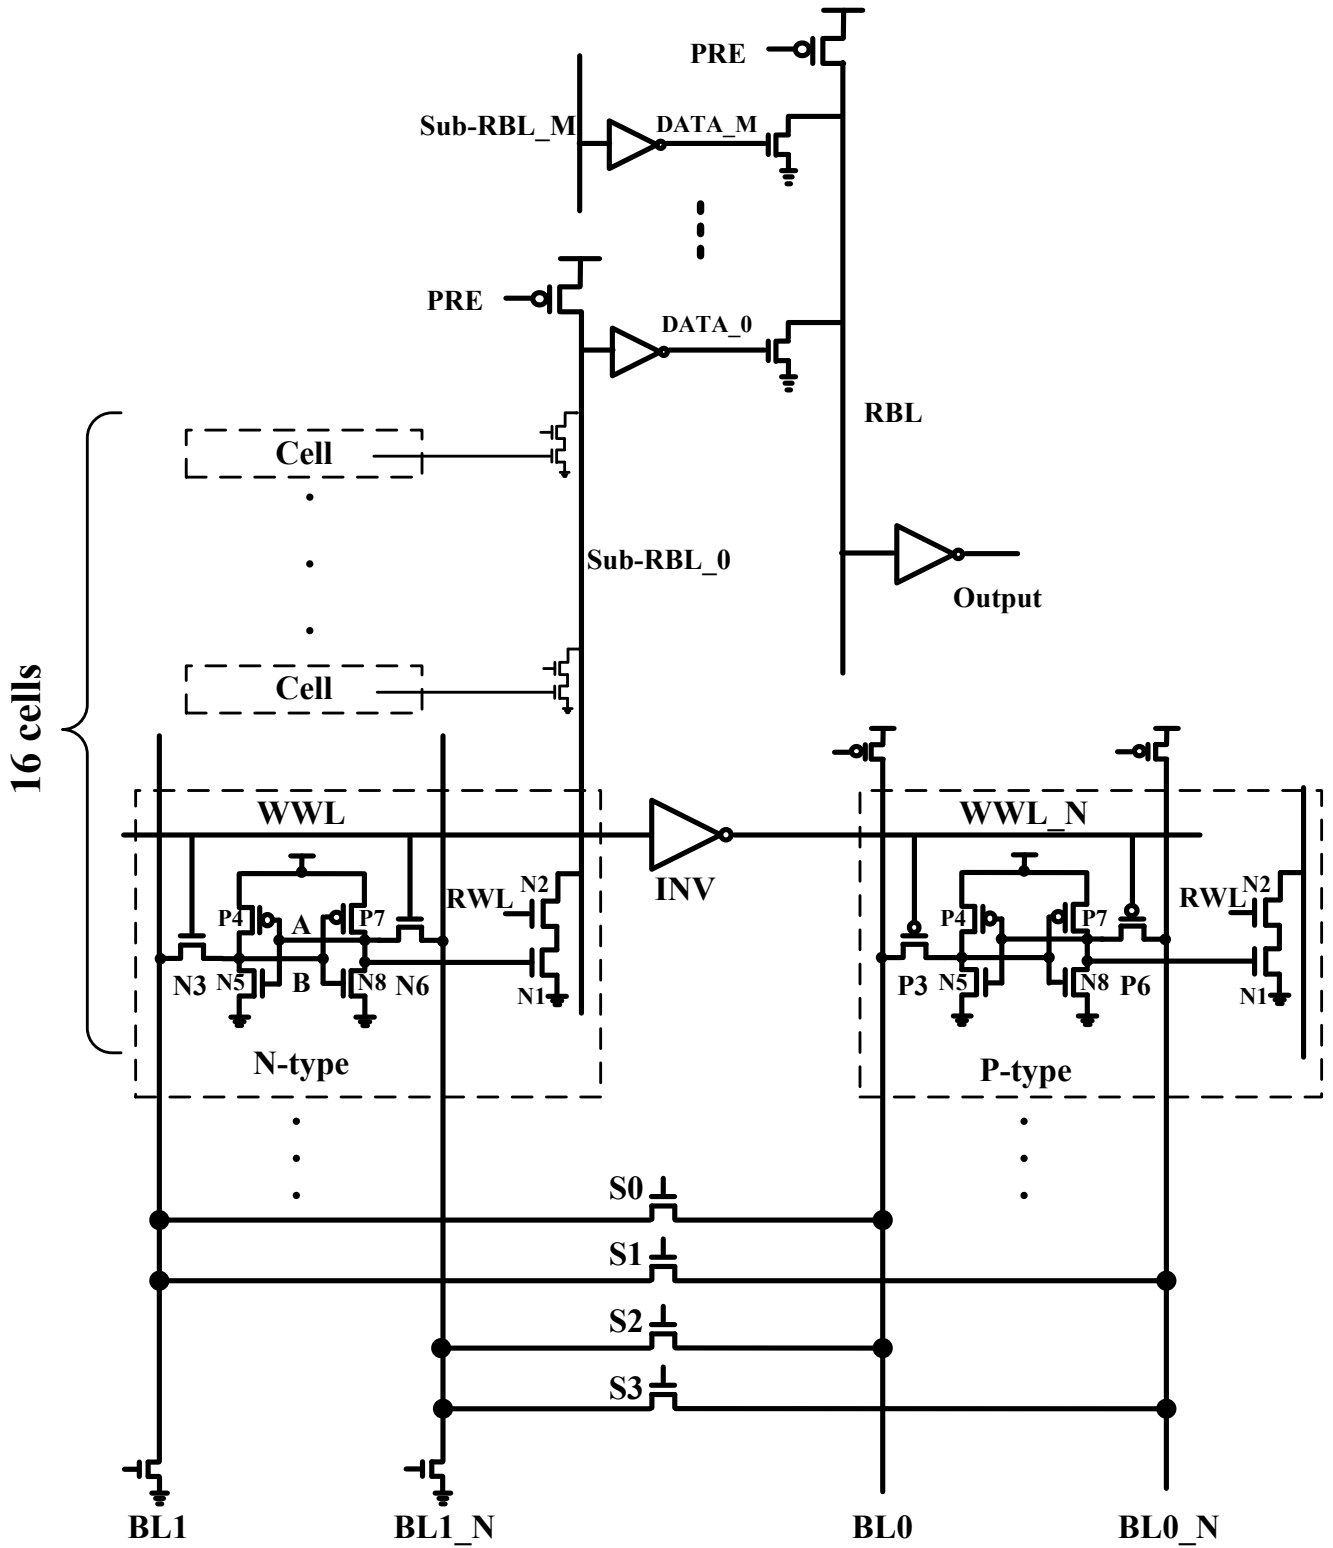 PRE
Sub-RBL_M
DATA_M
PRE
DATA_0
RBL
Cell
Sub-RBL_0
Output
16 cells
Cell
WWL
INV
WWL_N
RWL
N2
P4
A
P7
N3
N5
B
N8
N6
N1
N-type
RWL
N2
P4
P7
P3
N5
N8
P6
N1
P-type
S0
S1
S2
S3
BL1
BL1_N
BL0
BL0_N